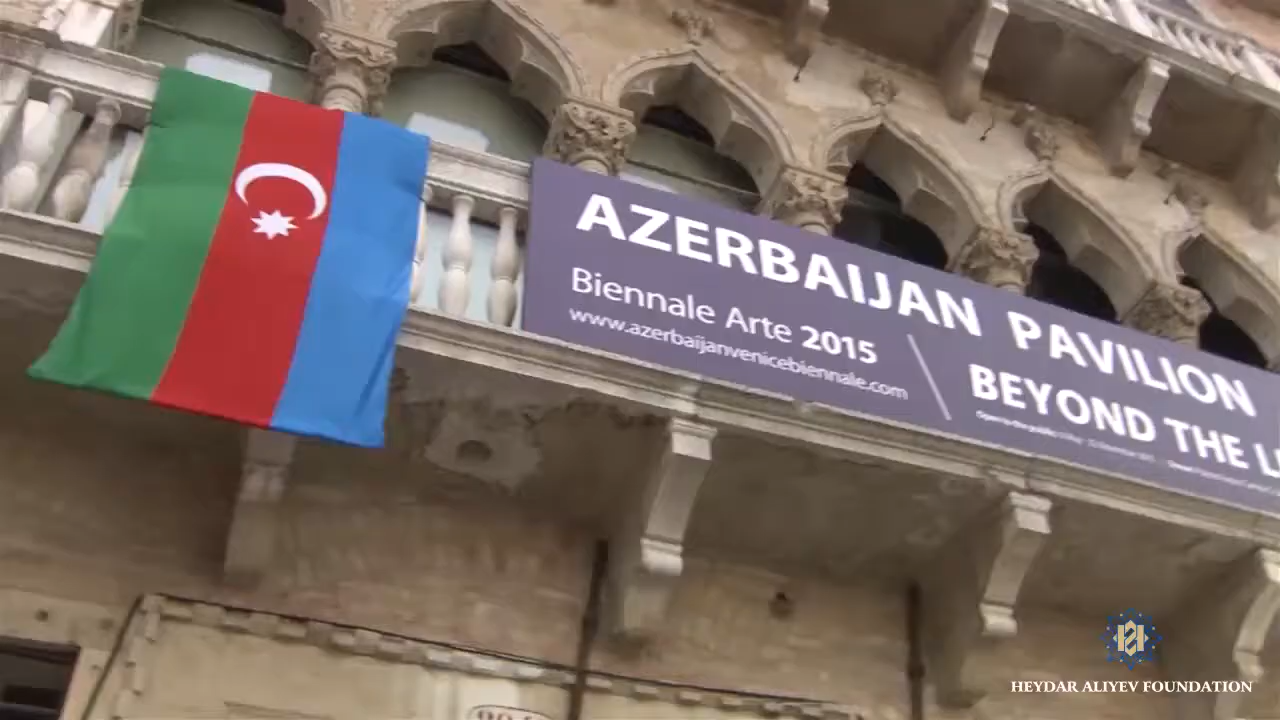 AZERBAIJAN PAVILION
Biennale Arte 2015
www.azerbaijanvenicebiennale.com
BEYOND THE
HEYDAR ALIYEV FOUNDATION